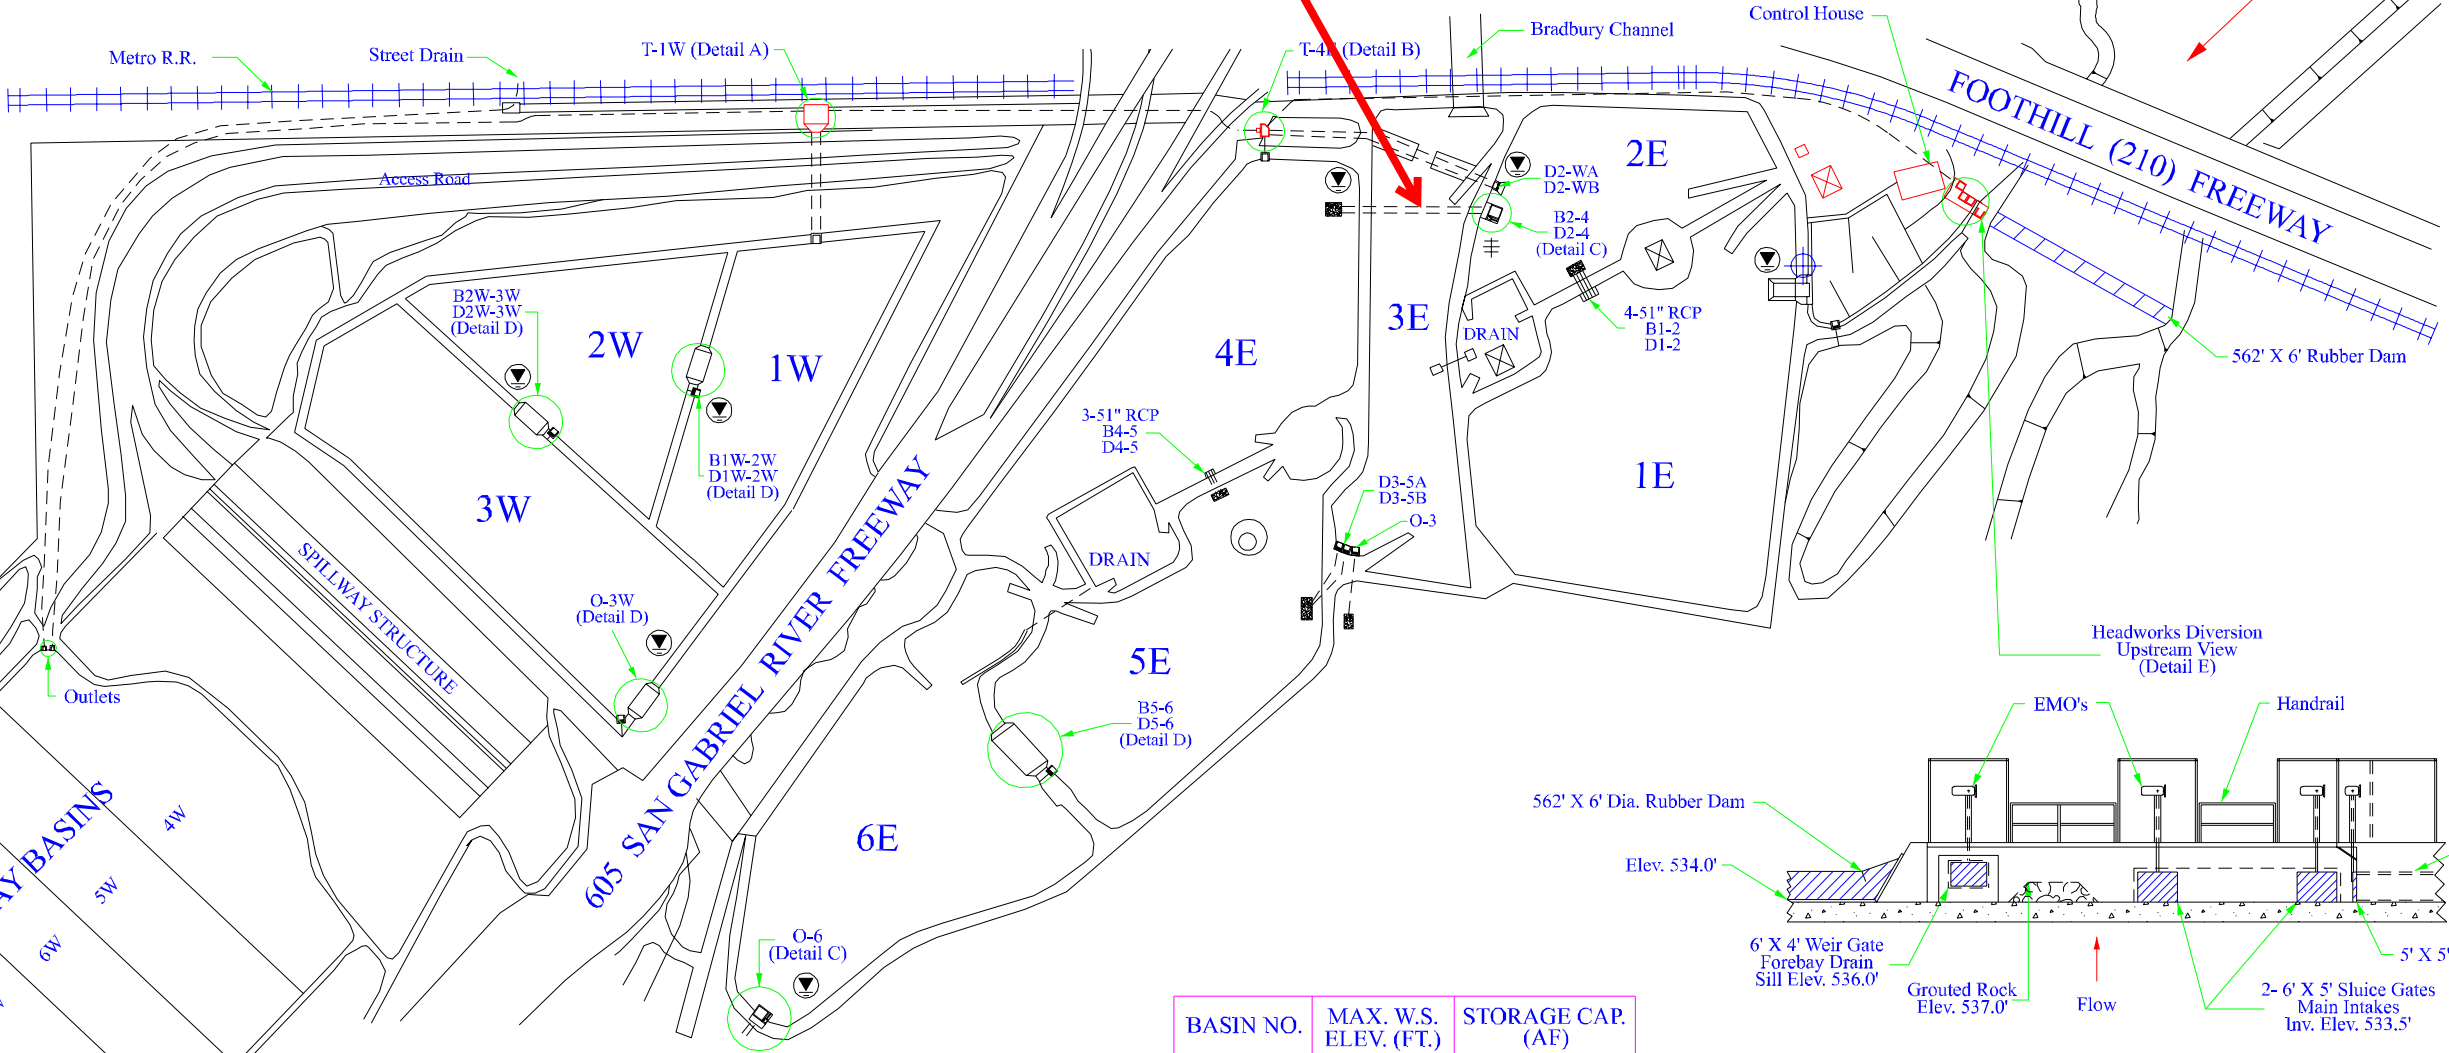 Metro R.R.
Street Drain
T-1W (Detail A)
(Detail B)
Bradbury Channel
Control House
FOOTHILL (210) FREEWAY
Access Road
2E
D2-WA
D2-WB
B2-4
D2-4
(Detail C)
B2W-3W
D2W-3W
(Detail D)
2W
1W
4E
3E
DRAIN
4-51" RCP
B1-2
D1-2
562' X 6' Rubber Dam
3-51" RCP
B4-5
D4-5
B1W-2W
D1W-2W
(Detail D)
3W
1E
D3-5A
D3-5B
O-3
SPILLWAY STRUCTURE
DRAIN
O-3W
(Detail D)
605 SAN GABRIEL RIVER FREEWAY
5E
Headworks Diversion
Upstream View
(Detail E)
Outlets
B5-6
D5-6
(Detail D)
EMO's
Handrail
BASINS
4W
5W
6W
6E
562' X 6' Dia. Rubber Dam
Elev. 534.0'
O-6
(Detail C)
6' X 4' Weir Gate
Forebay Drain
Sill Elev. 536.0'
Grouted Rock
Elev. 537.0'
Flow
5' X 5'
2- 6' X 5' Sluice Gates
Main Intakes
Inv. Elev. 533.5'
BASIN NO.
MAX. W.S.
ELEV. (FT.)
STORAGE CAP.
(AF)